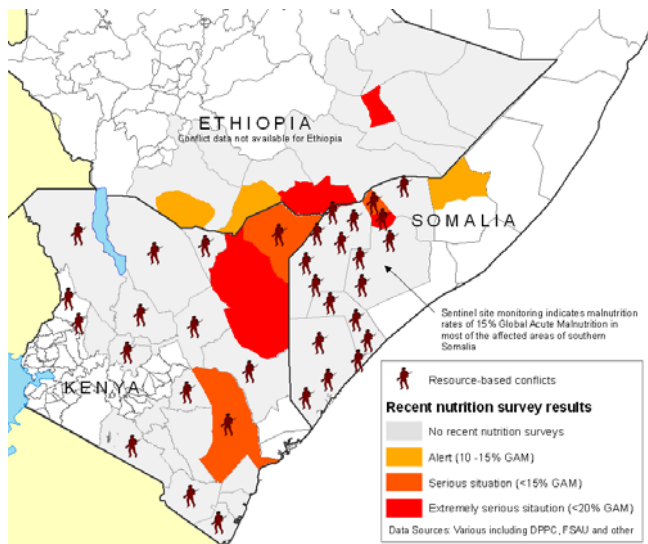 ETHIOPIA
Conflict data not available for Ethiopia
SOMALIA
Sentinel site monitoring indicates malnutrition
rates of 15% Global Acute Malnutrition in
most of the affected areas of southern
Somalia
KENYA
Resource-based conflicts
Recent nutrition survey results
No recent nutrition surveys
Alert (10 -15% GAM)
Serious situation (<15% GAM)
Extremely serious sitaution (<20% GAM)
Data Sources: Various including DPPC, FSAU and other